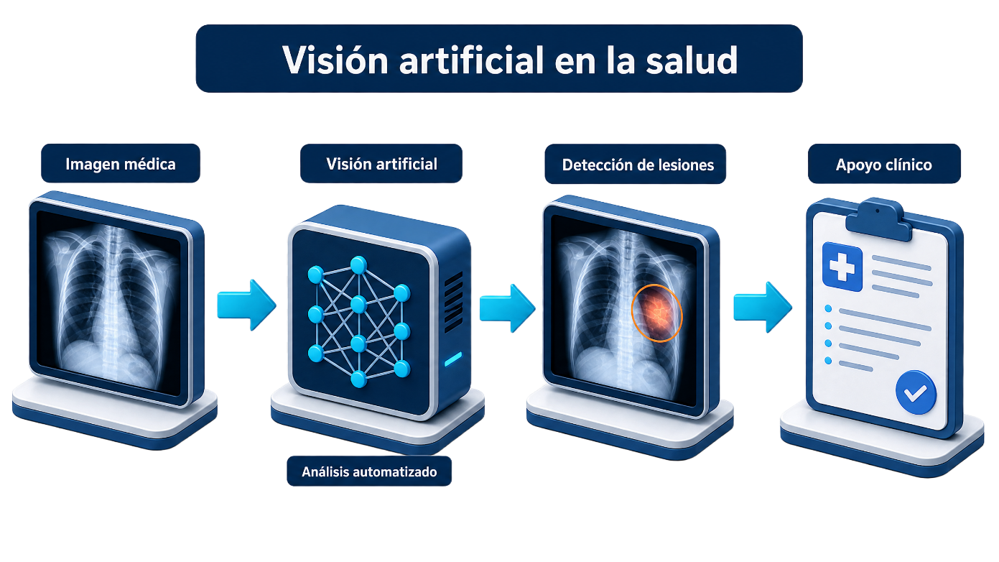 Visión artificial en la salud
Imagen médica
Visión artificial
Detección de lesiones
Apoyo clínico
Análisis automatizado